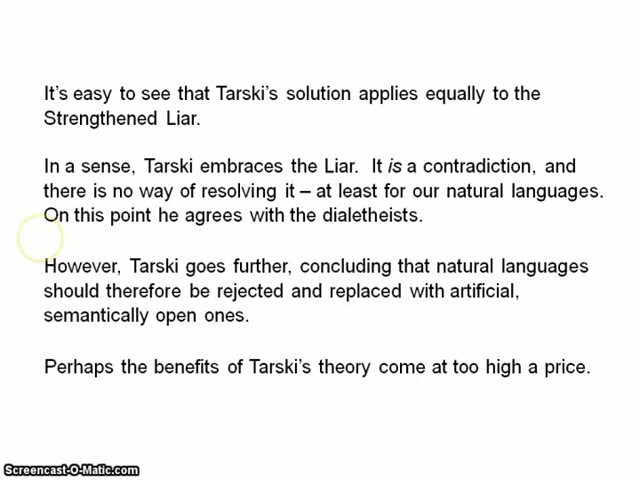 It's easy to see that Tarski's solution applies equally to the
Strengthened Liar.
In a sense, Tarski embraces the Liar. It is a contradiction, and
there is no way of resolving it – at least for our natural languages.
On this point he agrees with the dialetheists.
However, Tarski goes further, concluding that natural languages
should therefore be rejected and replaced with artificial,
semantically open ones.
Perhaps the benefits of Tarski's theory come at too high a price.
Screencast-O-Matic.com